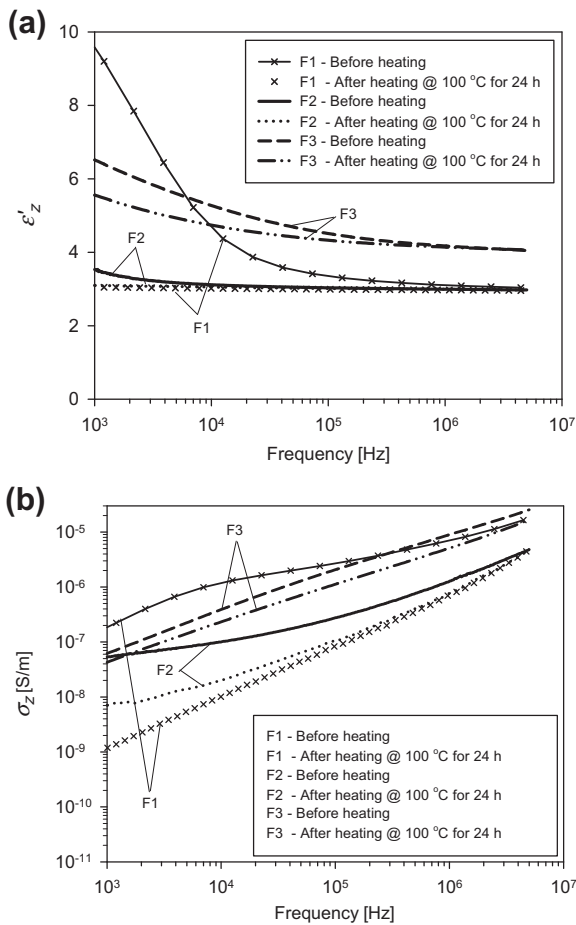 (a)
10
8
6
4
2
0
ε'z
F1 - Before heating
F1 - After heating @ 100 °C for 24 h
F2 - Before heating
F2 - After heating @ 100 °C for 24 h
F3 - Before heating
F3 - After heating @ 100 °C for 24 h
F3
F2
F1
10³ 10⁴ 10⁵ 10⁶ 10⁷
Frequency [Hz]
(b)
10⁻⁵
10⁻⁶
10⁻⁷
10⁻⁸
10⁻⁹
10⁻¹⁰
10⁻¹¹
σz [S/m]
F3
F2
F1
F1 - Before heating
F1 - After heating @ 100 °C for 24 h
F2 - Before heating
F2 - After heating @ 100 °C for 24 h
F3 - Before heating
F3 - After heating @ 100 °C for 24 h
10³ 10⁴ 10⁵ 10⁶ 10⁷
Frequency [Hz]